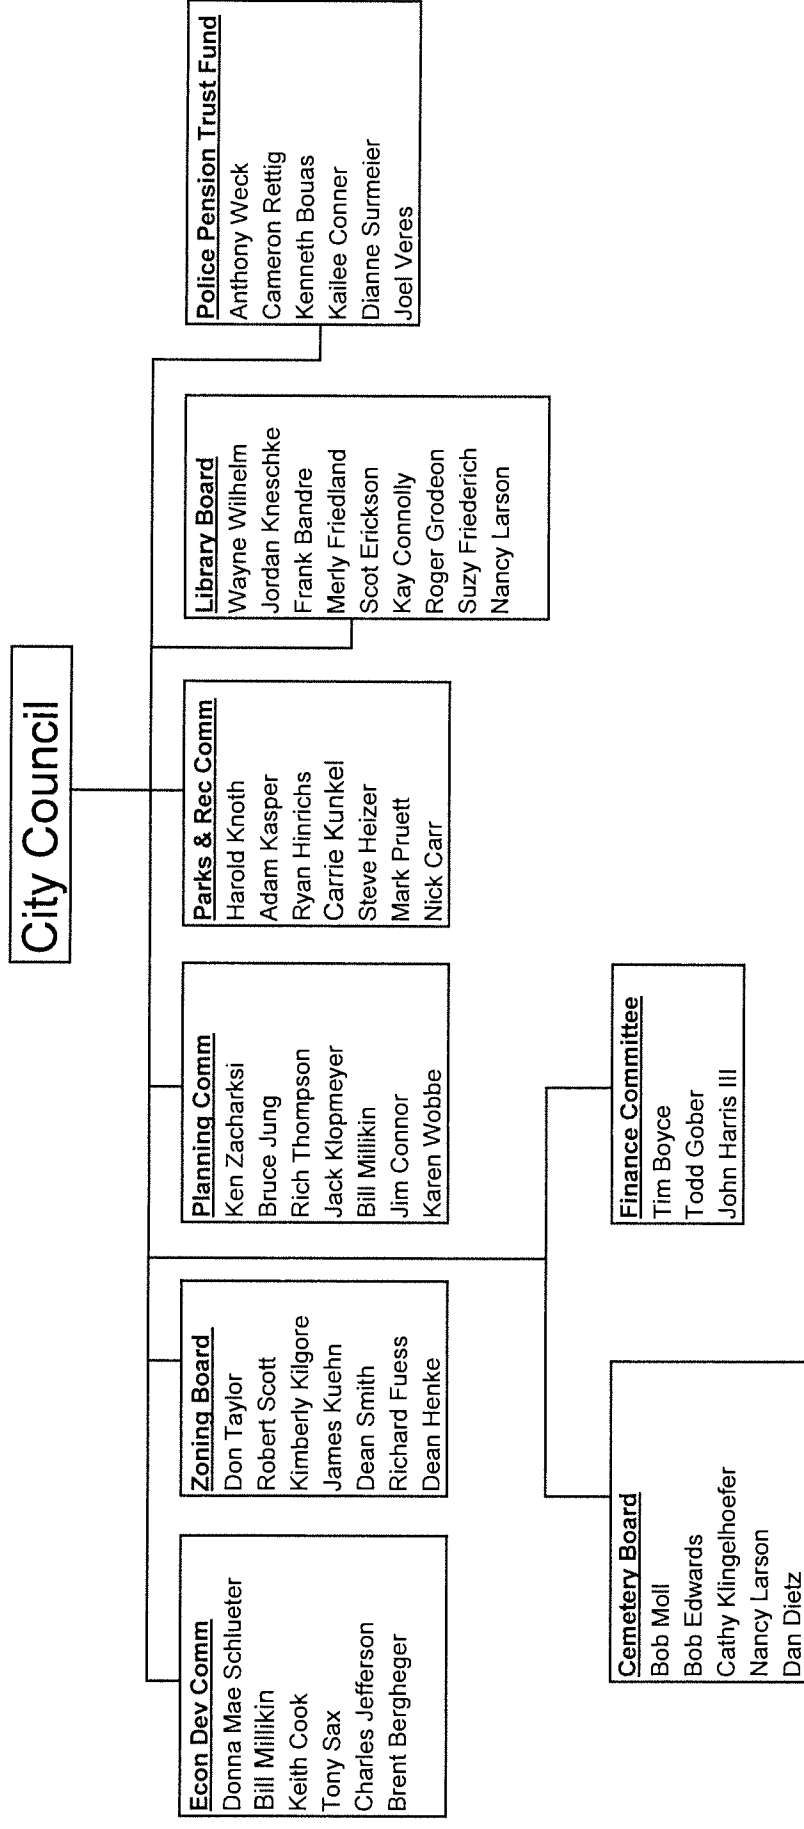 City Council
Econ Dev Comm
Donna Mae Schlueter
Bill Millikin
Keith Cook
Tony Sax
Charles Jefferson
Brent Bergheger
Zoning Board
Don Taylor
Robert Scott
Kimberly Kilgore
James Kuehn
Dean Smith
Richard Fuess
Dean Henke
Planning Comm
Ken Zacharksi
Bruce Jung
Rich Thompson
Jack Klopmeyer
Bill Millikin
Jim Connor
Karen Wobbe
Parks & Rec Comm
Harold Knoth
Adam Kasper
Ryan Hinrichs
Carrie Kunkel
Steve Heizer
Mark Pruett
Nick Carr
Library Board
Wayne Wilhelm
Jordan Kneschke
Frank Bandre
Merly Friedland
Scot Erickson
Kay Connolly
Roger Grodeon
Suzy Friederich
Nancy Larson
Police Pension Trust Fund
Anthony Weck
Cameron Rettig
Kenneth Bouas
Kailee Conner
Dianne Surmeier
Joel Veres
Cemetery Board
Bob Moll
Bob Edwards
Cathy Klingelhoefer
Nancy Larson
Dan Dietz
Finance Committee
Tim Boyce
Todd Gober
John Harris III